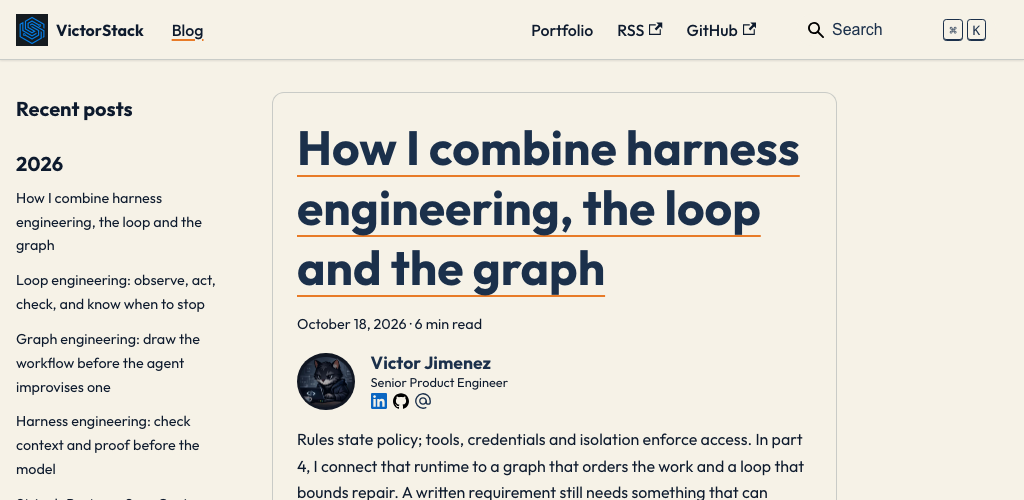 VictorStack
Blog
Portfolio
RSS
GitHub
Search
⌘ K
Recent posts
2026
How I combine harness
engineering, the loop and the
graph
Loop engineering: observe, act,
check, and know when to stop
Graph engineering: draw the
workflow before the agent
improvises one
Harness engineering: check
context and proof before the
model
How I combine harness
engineering, the loop
and the graph
October 18, 2026 · 6 min read
Victor Jimenez
Senior Product Engineer
Rules state policy; tools, credentials and isolation enforce access. In part
4, I connect that runtime to a graph that orders the work and a loop that
bounds repair. A written requirement still needs something that can